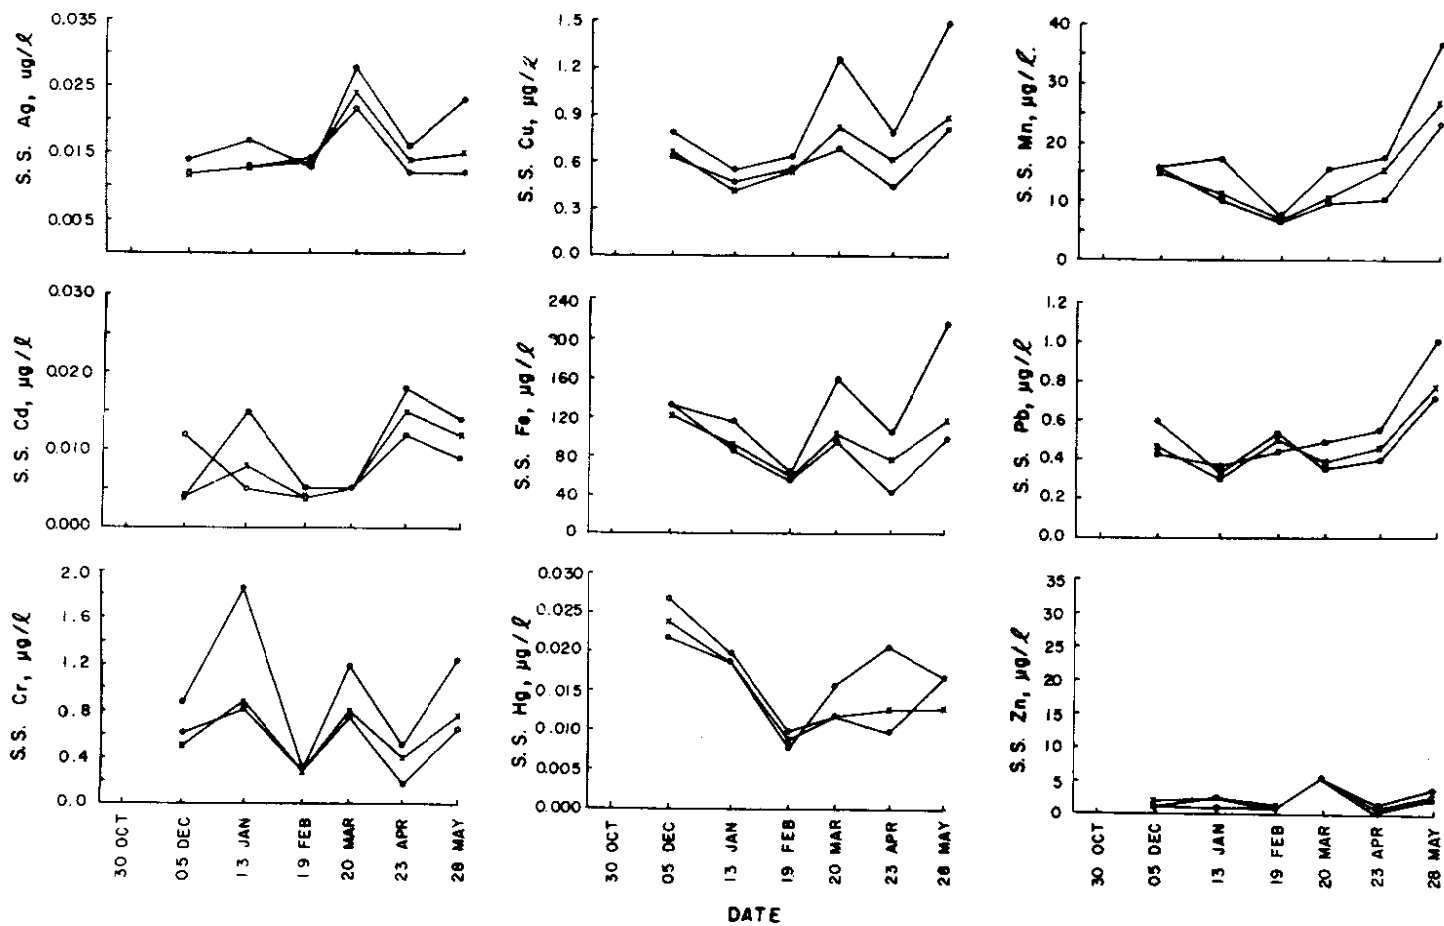 S.S. Ag, ug/ℓ
0.035
0.025
0.015
0.005
S.S. Cu, µg/ℓ
1.5
1.2
0.9
0.6
0.3
0.0
S.S. Mn, µg/ℓ.
40
30
20
10
0
S.S. Cd, µg/ℓ
0.030
0.020
0.010
0.000
S.S. Fe, µg/ℓ
240
200
160
120
80
40
0
S.S. Pb, µg/ℓ
1.2
1.0
0.8
0.6
0.4
0.2
0.0
S.S. Cr, µg/ℓ
2.0
1.6
1.2
0.8
0.4
0.0
30 OCT
05 DEC
13 JAN
19 FEB
20 MAR
23 APR
28 MAY
S.S. Hg, µg/ℓ
0.030
0.025
0.020
0.015
0.010
0.005
0.000
30 OCT
05 DEC
13 JAN
19 FEB
20 MAR
23 APR
28 MAY
S.S. Zn, µg/ℓ
35
30
25
20
15
10
5
0
30 OCT
05 DEC
13 JAN
19 FEB
20 MAR
23 APR
28 MAY
DATE